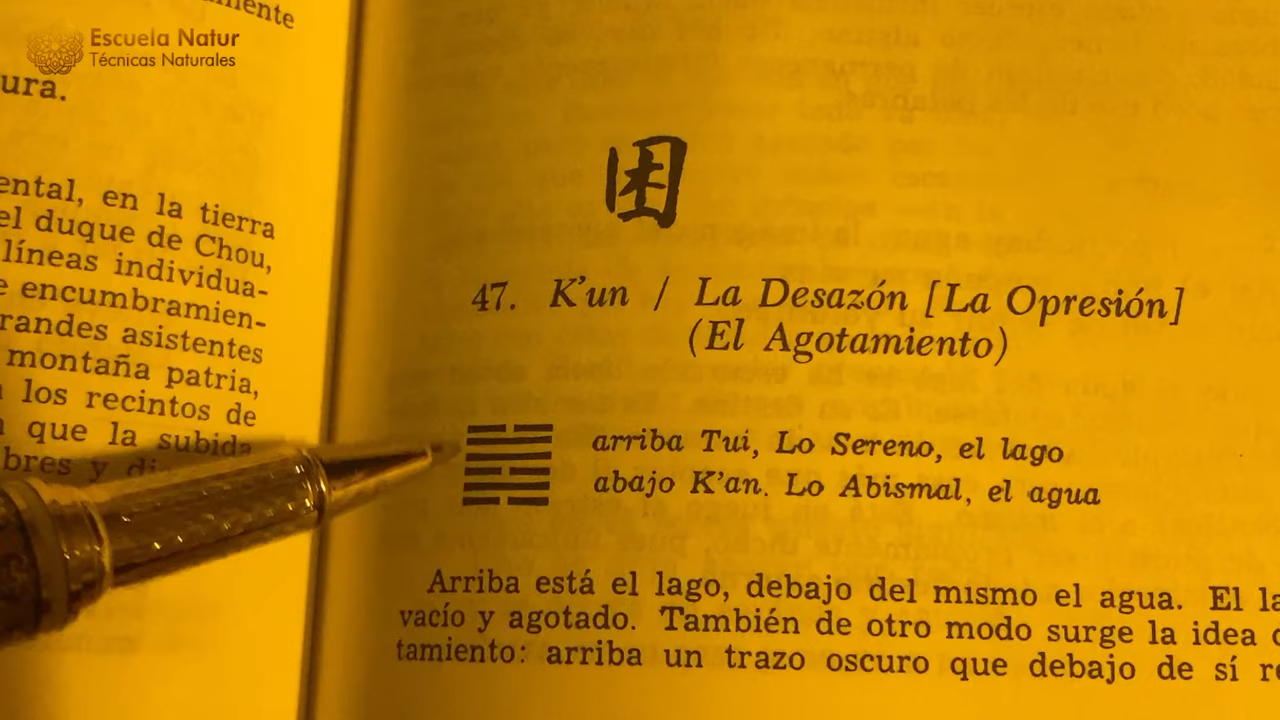 Escuela Natur
Técnicas Naturales
ura.
ental, en la tierra
el duque de Chou,
líneas individua-
e encumbramien-
randes asistentes
montaña patria,
los recintos de
que la subida
bres y
困
47. K'un / La Desazón [La Opresión]
(El Agotamiento)
arriba Tui, Lo Sereno, el lago
abajo K'an. Lo Abismal, el agua
Arriba está el lago, debajo del mismo el agua. El la
vacío y agotado. También de otro modo surge la idea
tamiento: arriba un trazo oscuro que debajo de sí re